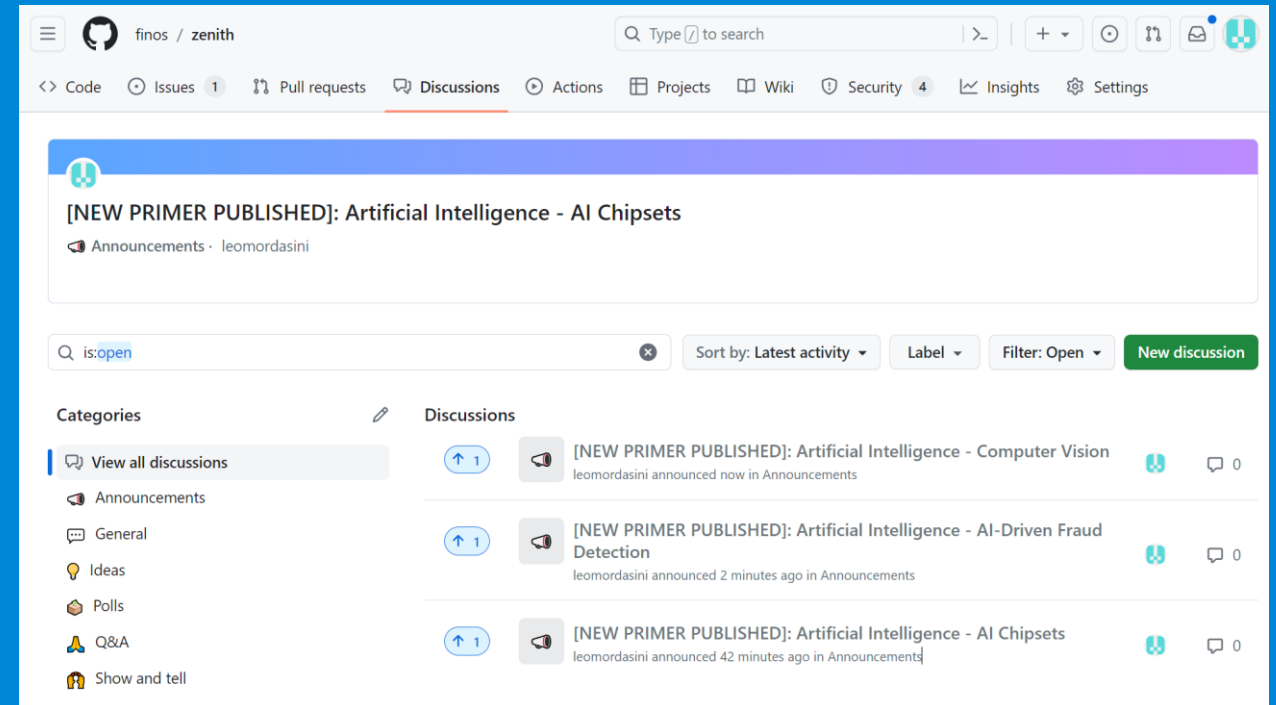 finos / zenith
Type / to search
Code
Issues 1
Pull requests
Discussions
Actions
Projects
Wiki
Security 4
Insights
Settings
[NEW PRIMER PUBLISHED]: Artificial Intelligence - AI Chipsets
Announcements · leomordasini
is:open
Sort by: Latest activity
Label
Filter: Open
New discussion
Categories
View all discussions
Announcements
General
Ideas
Polls
Q&A
Show and tell
Discussions
1
[NEW PRIMER PUBLISHED]: Artificial Intelligence - Computer Vision
leomordasini announced now in Announcements
0
1
[NEW PRIMER PUBLISHED]: Artificial Intelligence - AI-Driven Fraud
Detection
leomordasini announced 2 minutes ago in Announcements
0
1
[NEW PRIMER PUBLISHED]: Artificial Intelligence - AI Chipsets
leomordasini announced 42 minutes ago in Announcements
0